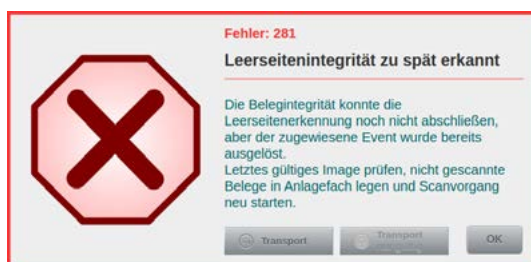 Fehler: 281
Leerseitenintegrität zu spät erkannt
Die Belegintegrität konnte die
Leerseitenerkennung noch nicht abschließen,
aber der zugewiesene Event wurde bereits
ausgelöst.
Letztes gültiges Image prüfen, nicht gescannte
Belege in Anlagefach legen und Scanvorgang
neu starten.
Transport
Transport
OK